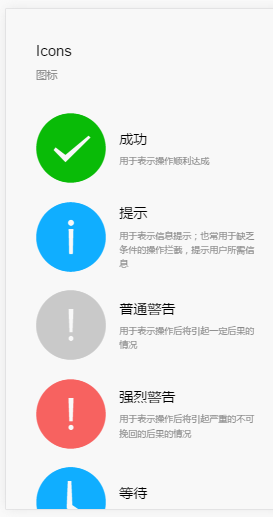 Icons
图标
成功
用于表示操作顺利达成
提示
用于表示信息提示；也常用于缺乏
条件的操作拦截，提示用户所需信
息
普通警告
用于表示操作后将引起一定后果的
情况
强烈警告
用于表示操作后将引起严重的不可
挽回的后果的情况
等待